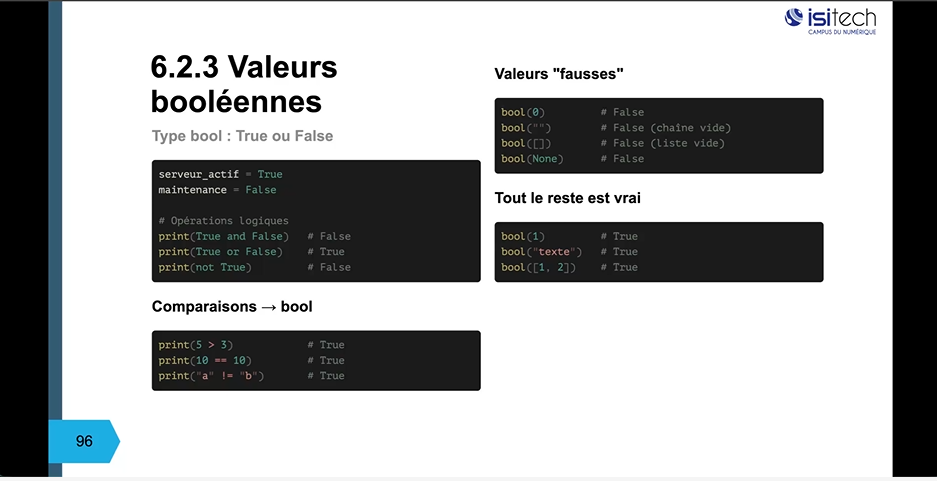 isitech
CAMPUS DU NUMÉRIQUE
6.2.3 Valeurs
booléennes
Type bool : True ou False
serveur_actif = True
maintenance = False
# Opérations logiques
print(True and False)   # False
print(True or False)    # True
print(not True)         # False
Comparaisons → bool
print(5 > 3)            # True
print(10 == 10)         # True
print("a" != "b")       # True
Valeurs "fausses"
bool(0)         # False
bool("")        # False (chaîne vide)
bool([])        # False (liste vide)
bool(None)      # False
Tout le reste est vrai
bool(1)         # True
bool("texte")   # True
bool([1, 2])    # True
96